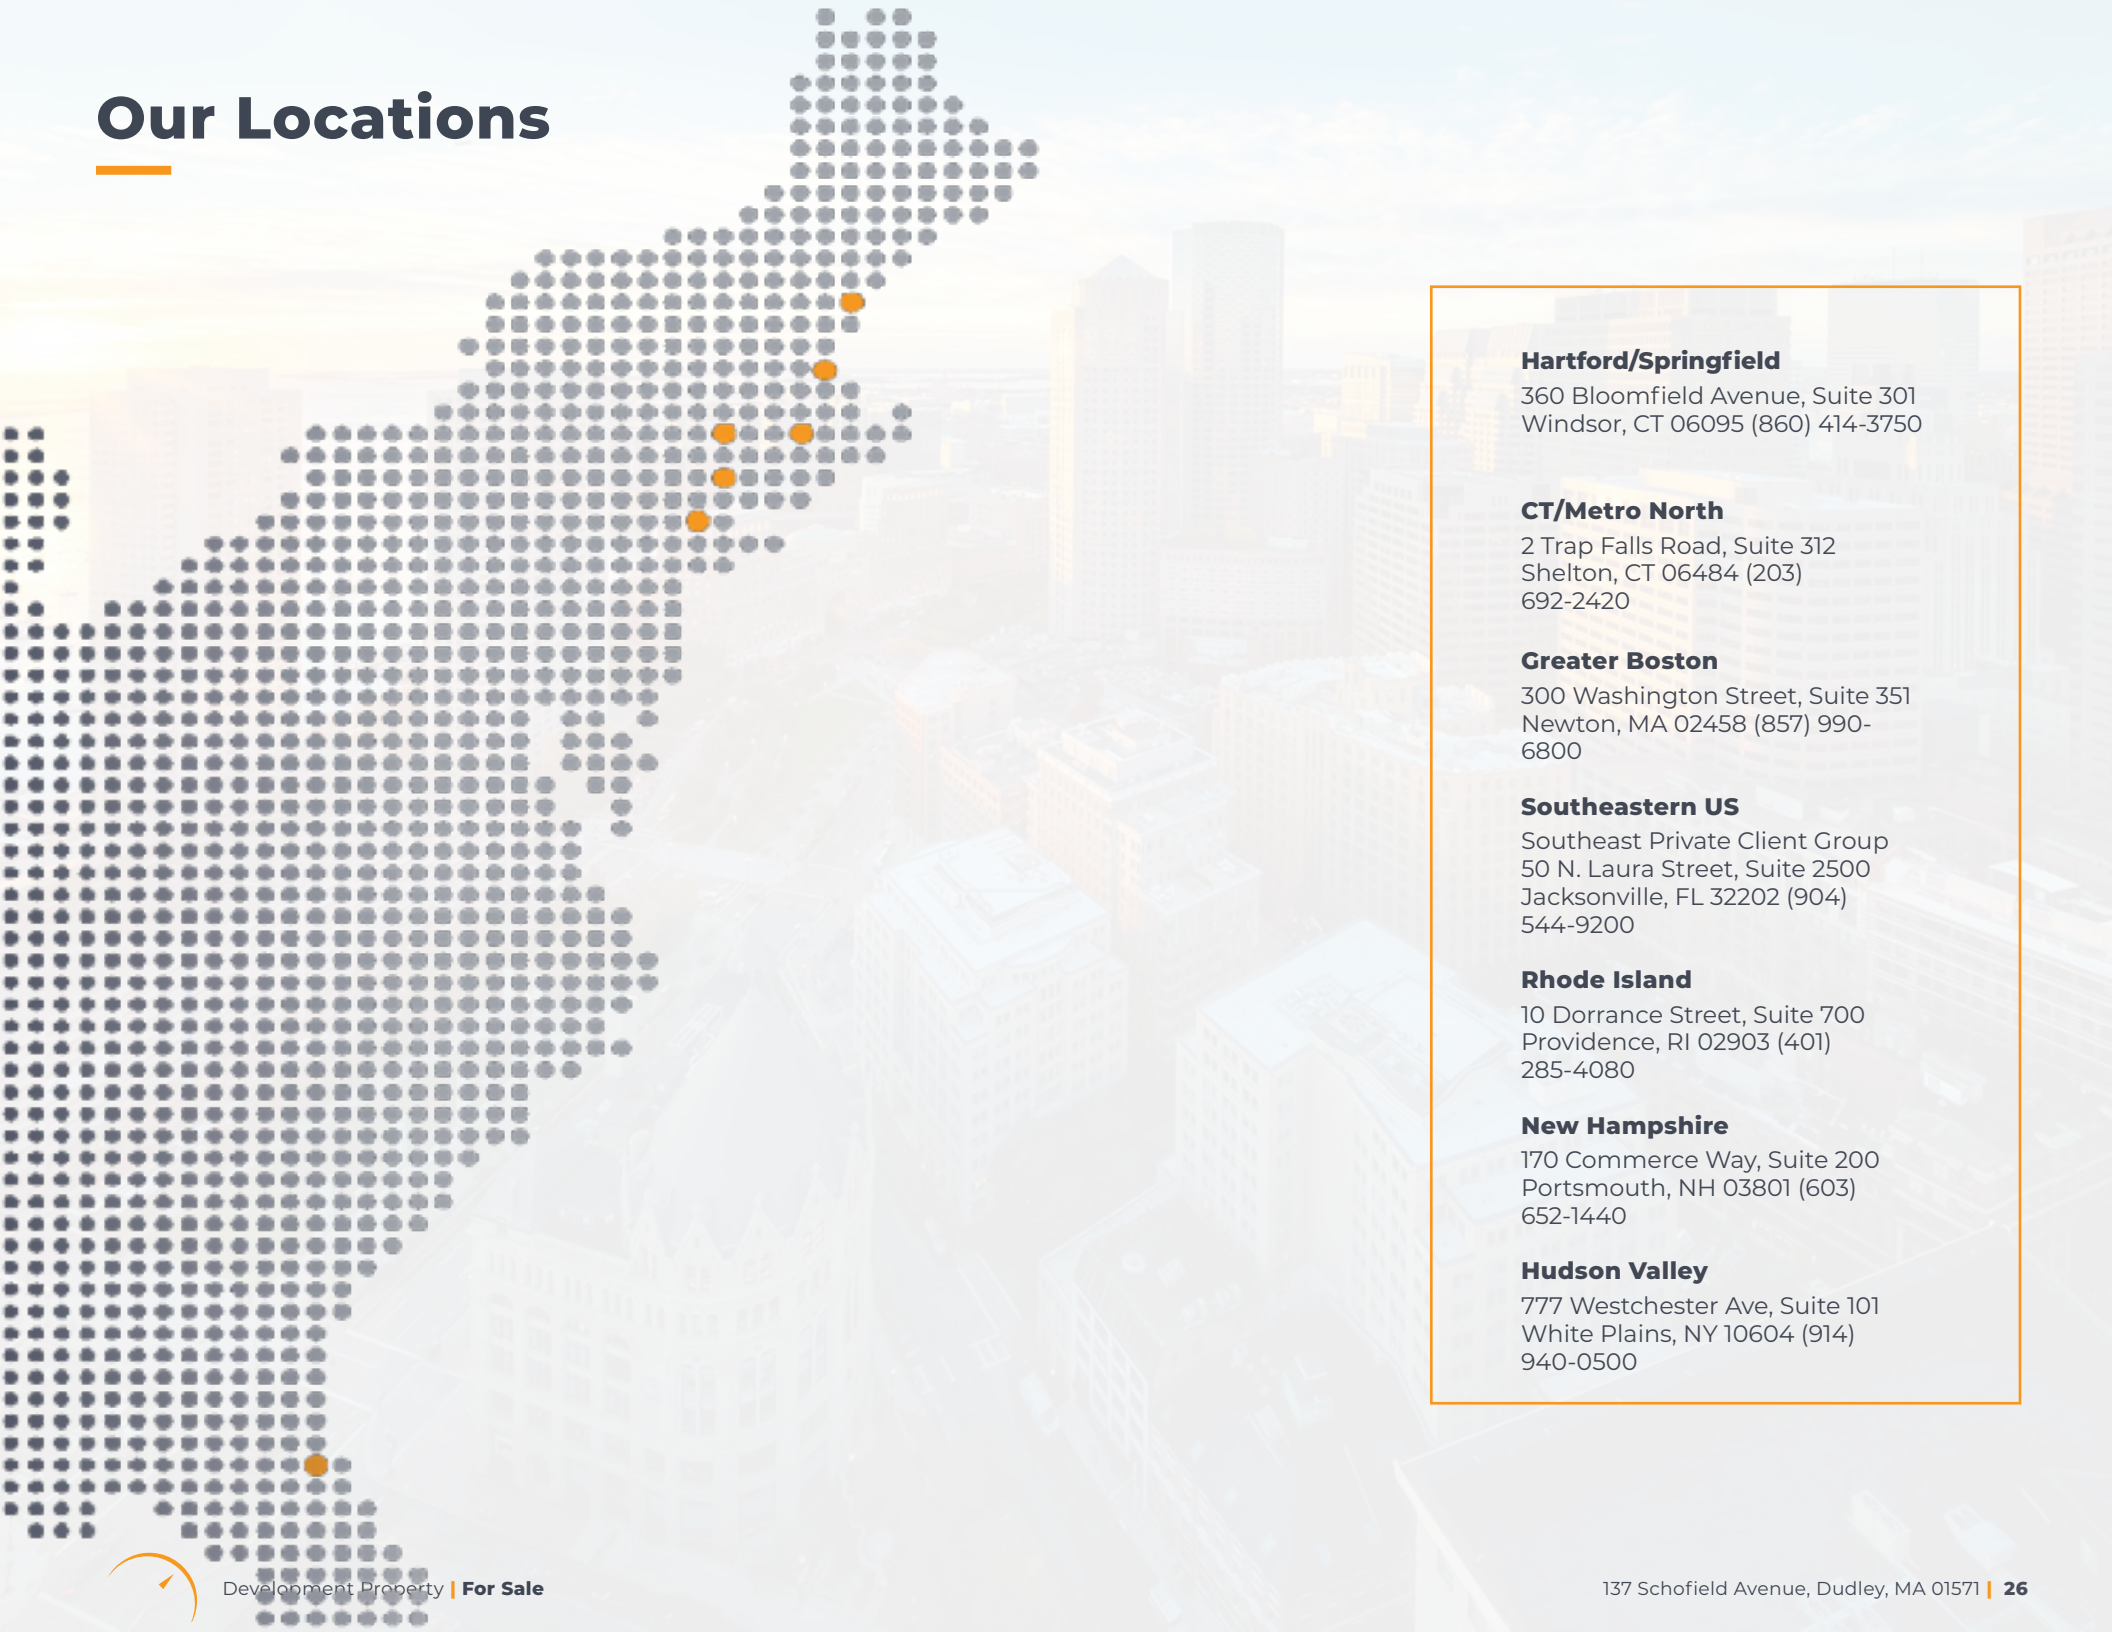 Our Locations
Hartford/Springfield
360 Bloomfield Avenue, Suite 301
Windsor, CT 06095 (860) 414-3750
CT/Metro North
2 Trap Falls Road, Suite 312
Shelton, CT 06484 (203)
692-2420
Greater Boston
300 Washington Street, Suite 351
Newton, MA 02458 (857) 990-
6800
Southeastern US
Southeast Private Client Group
50 N. Laura Street, Suite 2500
Jacksonville, FL 32202 (904)
544-9200
Rhode Island
10 Dorrance Street, Suite 700
Providence, RI 02903 (401)
285-4080
New Hampshire
170 Commerce Way, Suite 200
Portsmouth, NH 03801 (603)
652-1440
Hudson Valley
777 Westchester Ave, Suite 101
White Plains, NY 10604 (914)
940-0500
Development Property | For Sale
137 Schofield Avenue, Dudley, MA 01571 | 26